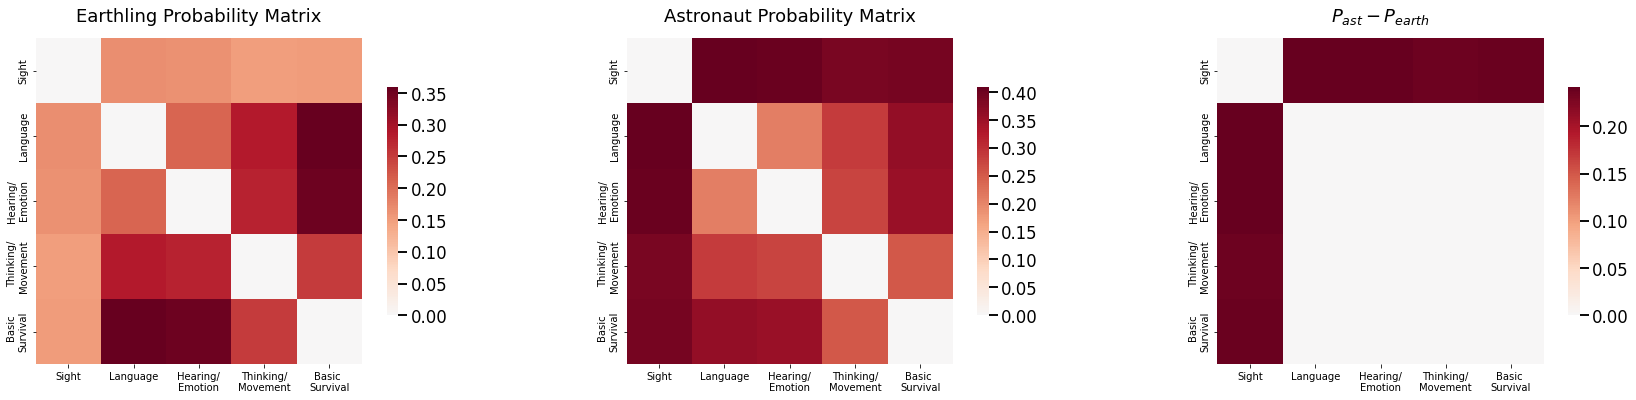 Earthling Probability Matrix
Sight
Language
Hearing/
Emotion
Thinking/
Movement
Basic
Survival
Sight
Language
Hearing/
Emotion
Thinking/
Movement
Basic
Survival
0.35
0.30
0.25
0.20
0.15
0.10
0.05
0.00
Astronaut Probability Matrix
Sight
Language
Hearing/
Emotion
Thinking/
Movement
Basic
Survival
Sight
Language
Hearing/
Emotion
Thinking/
Movement
Basic
Survival
0.40
0.35
0.30
0.25
0.20
0.15
0.10
0.05
0.00
P_ast − P_earth
Sight
Language
Hearing/
Emotion
Thinking/
Movement
Basic
Survival
Sight
Language
Hearing/
Emotion
Thinking/
Movement
Basic
Survival
0.20
0.15
0.10
0.05
0.00